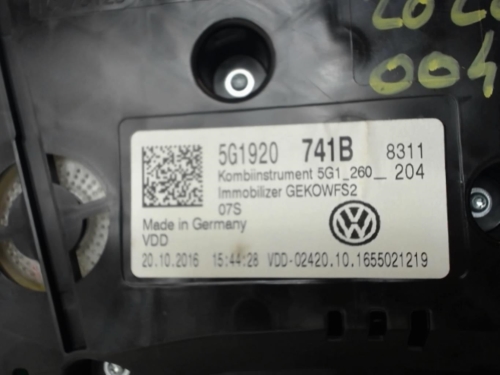 004
5G1920 741B 8311
Kombiinstrument 5G1_260_ 204
Immobilizer GEKOWFS2
07S
Made in Germany
VDD
20.10.2016 15:44:28 VDD-02420.10.1655021219